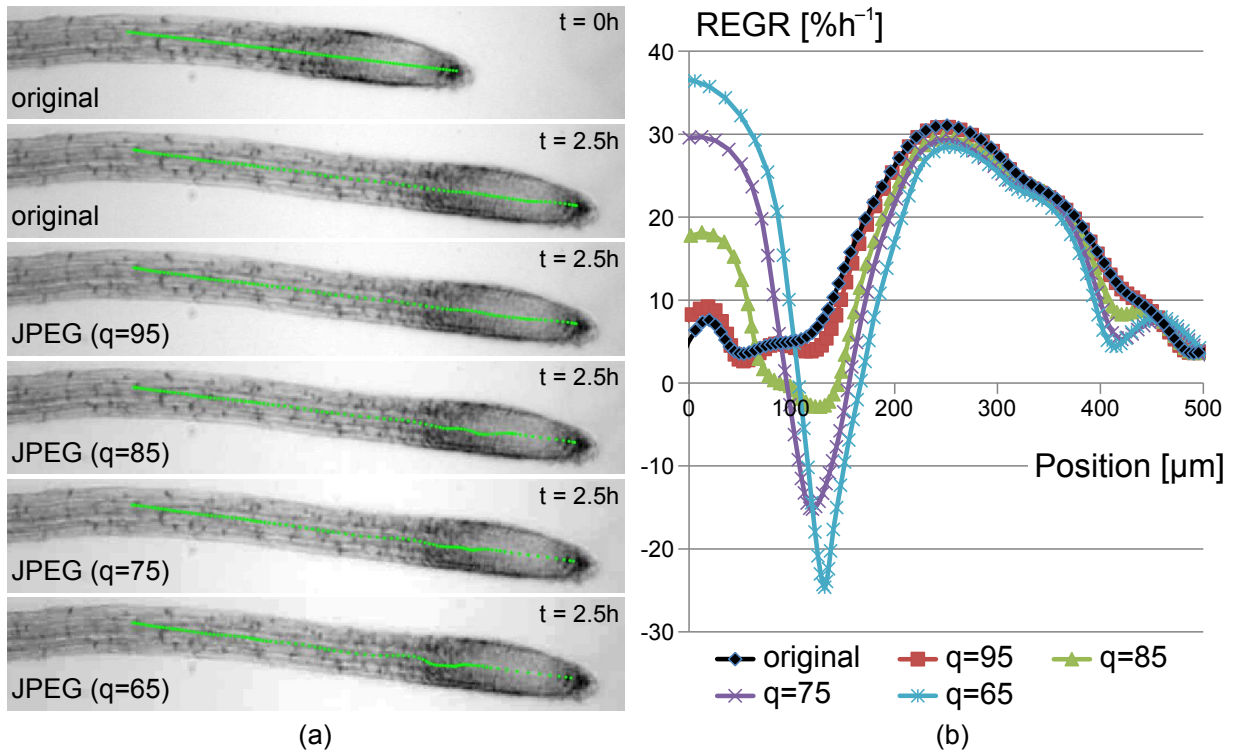 t = 0h
original
t = 2.5h
original
t = 2.5h
JPEG (q=95)
t = 2.5h
JPEG (q=85)
t = 2.5h
JPEG (q=75)
t = 2.5h
JPEG (q=65)
(a)
REGR [%h⁻¹]
40
30
20
10
0
-10
-20
-30
0 100 200 300 400 500
Position [µm]
original q=95 q=85
q=75 q=65
(b)